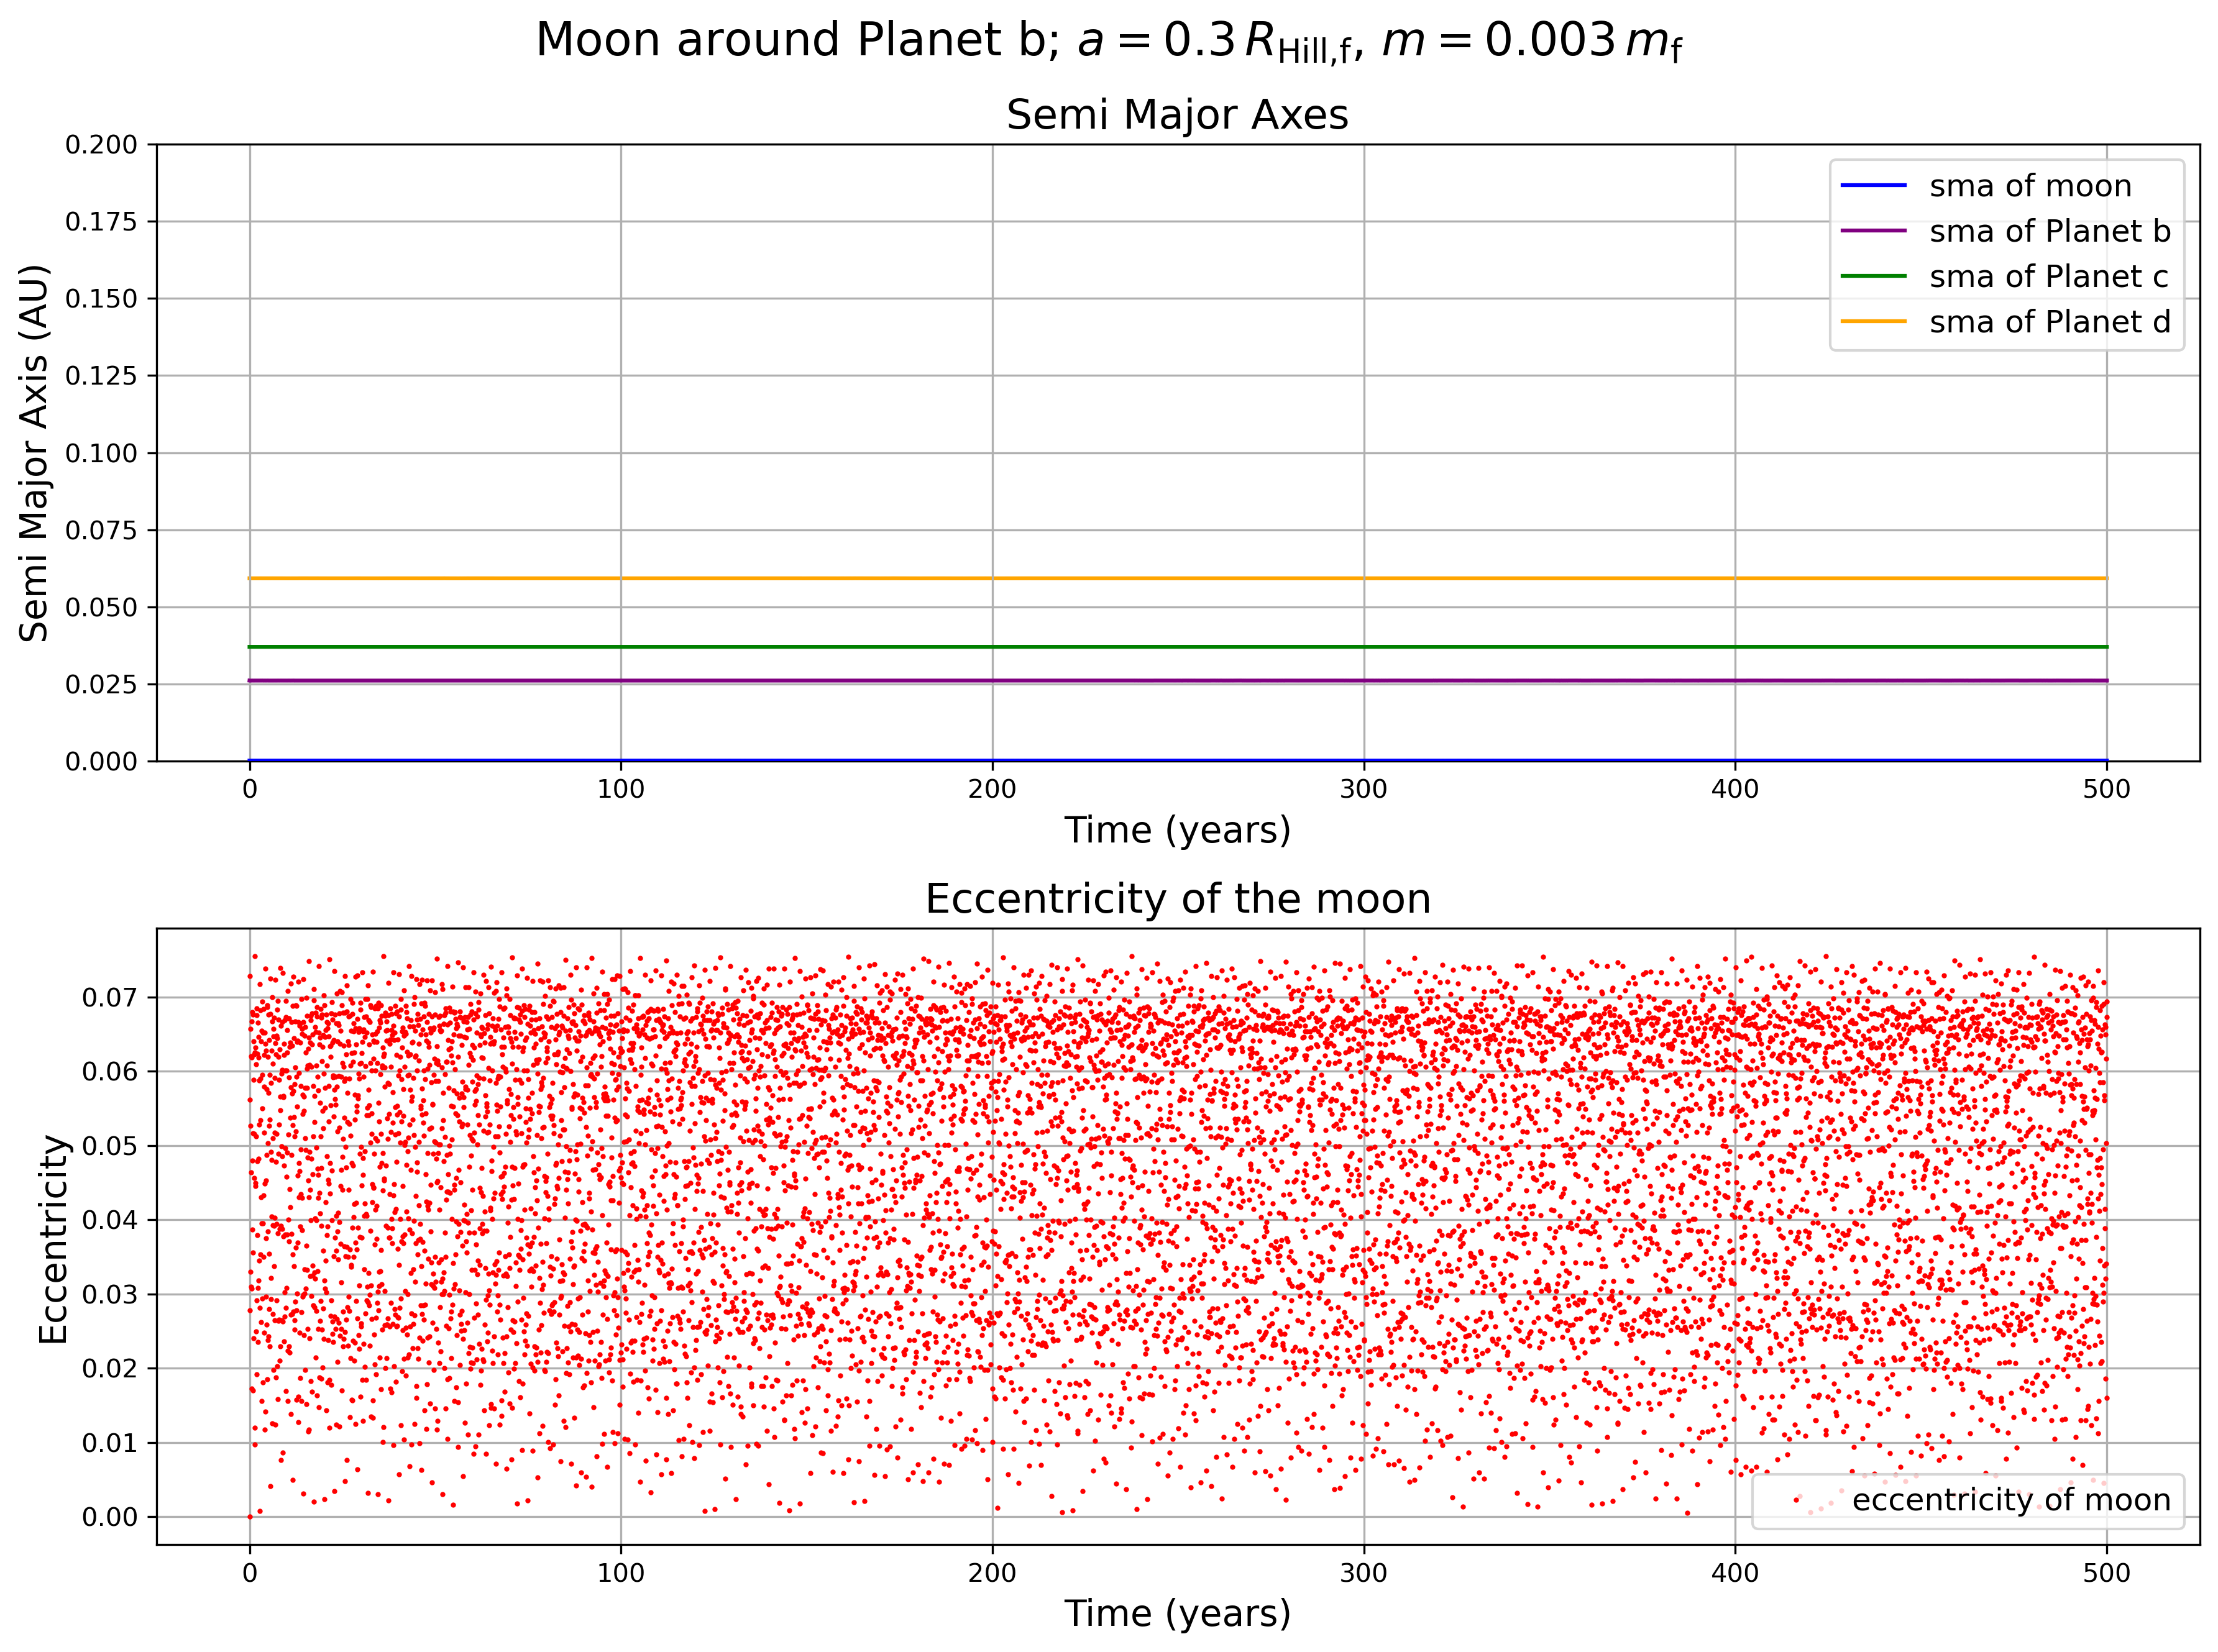 Moon around Planet b; a = 0.3 R_Hill,f, m = 0.003 m_f
Semi Major Axes
Semi Major Axis (AU)
0.200
0.175
0.150
0.125
0.100
0.075
0.050
0.025
0.000
sma of moon
sma of Planet b
sma of Planet c
sma of Planet d
0 100 200 300 400 500
Time (years)
Eccentricity of the moon
Eccentricity
0.07
0.06
0.05
0.04
0.03
0.02
0.01
0.00
eccentricity of moon
0 100 200 300 400 500
Time (years)